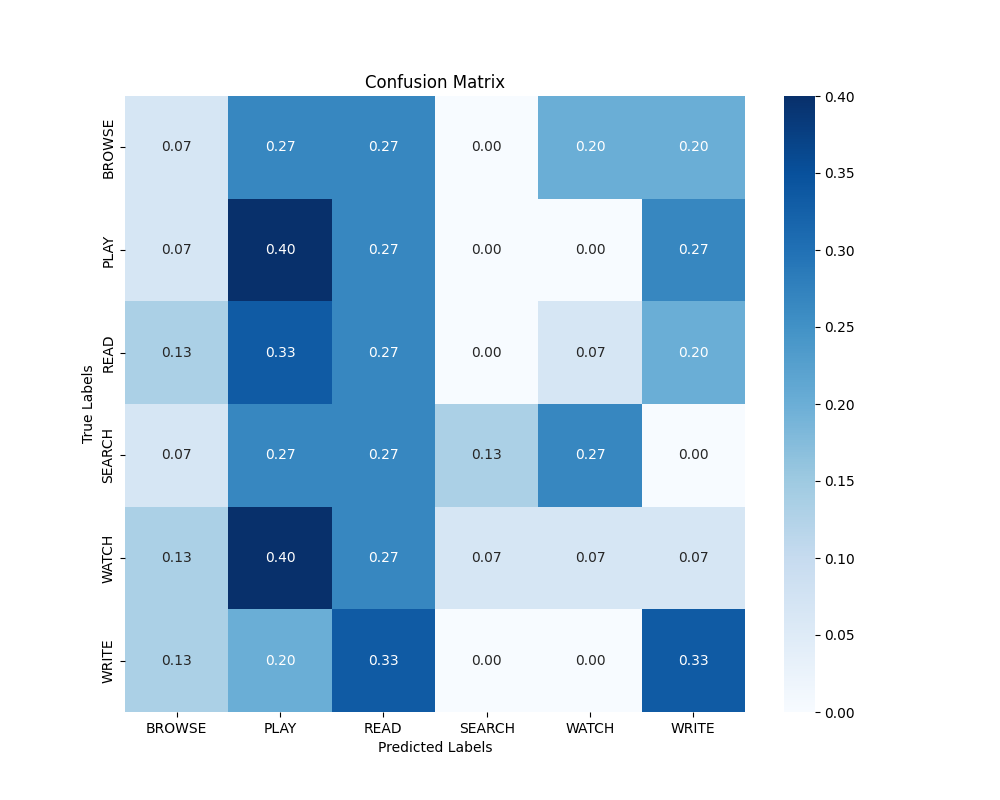 Confusion Matrix
BROWSE 0.07 0.27 0.27 0.00 0.20 0.20
PLAY 0.07 0.40 0.27 0.00 0.00 0.27
READ 0.13 0.33 0.27 0.00 0.07 0.20
SEARCH 0.07 0.27 0.27 0.13 0.27 0.00
WATCH 0.13 0.40 0.27 0.07 0.07 0.07
WRITE 0.13 0.20 0.33 0.00 0.00 0.33
True Labels
BROWSE PLAY READ SEARCH WATCH WRITE
Predicted Labels
0.40
0.35
0.30
0.25
0.20
0.15
0.10
0.05
0.00